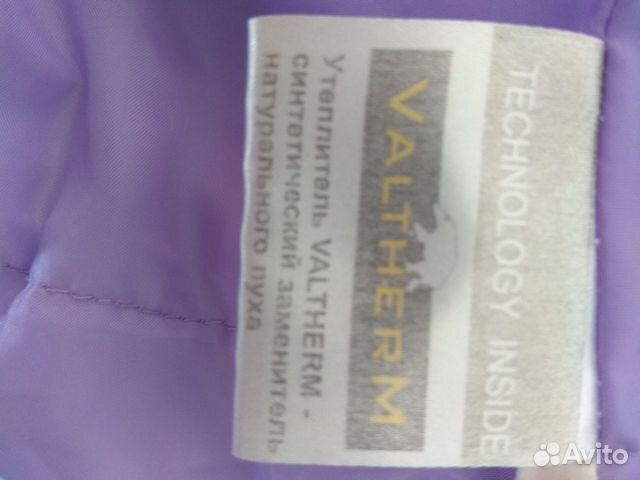 TECHNOLOGY INSIDE
VALTHERM
Утеплитель VALTHERM -
синтетический заменитель
натурального пуха
Avito